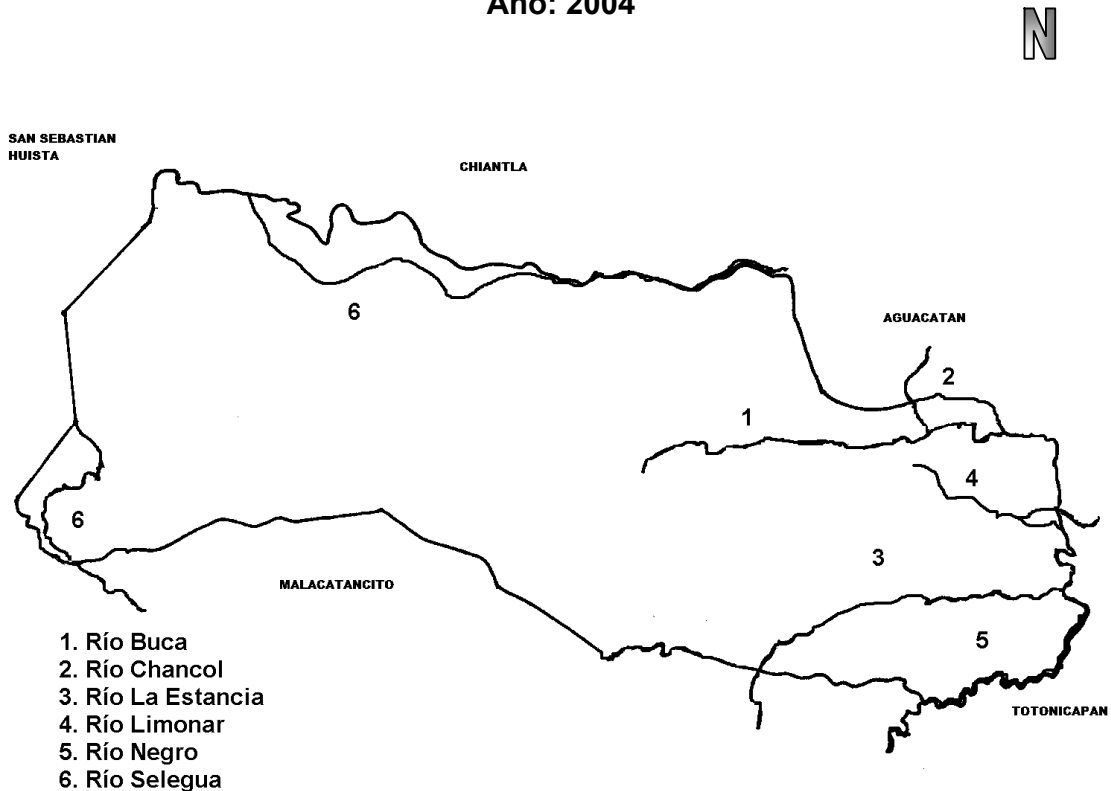 Año: 2004
N
SAN SEBASTIAN
HUISTA
CHIANTLA
6
AGUACATAN
2
1
4
6
3
MALACATANCITO
5
TOTONICAPAN
1. Río Buca
2. Río Chancol
3. Río La Estancia
4. Río Limonar
5. Río Negro
6. Río Selegua